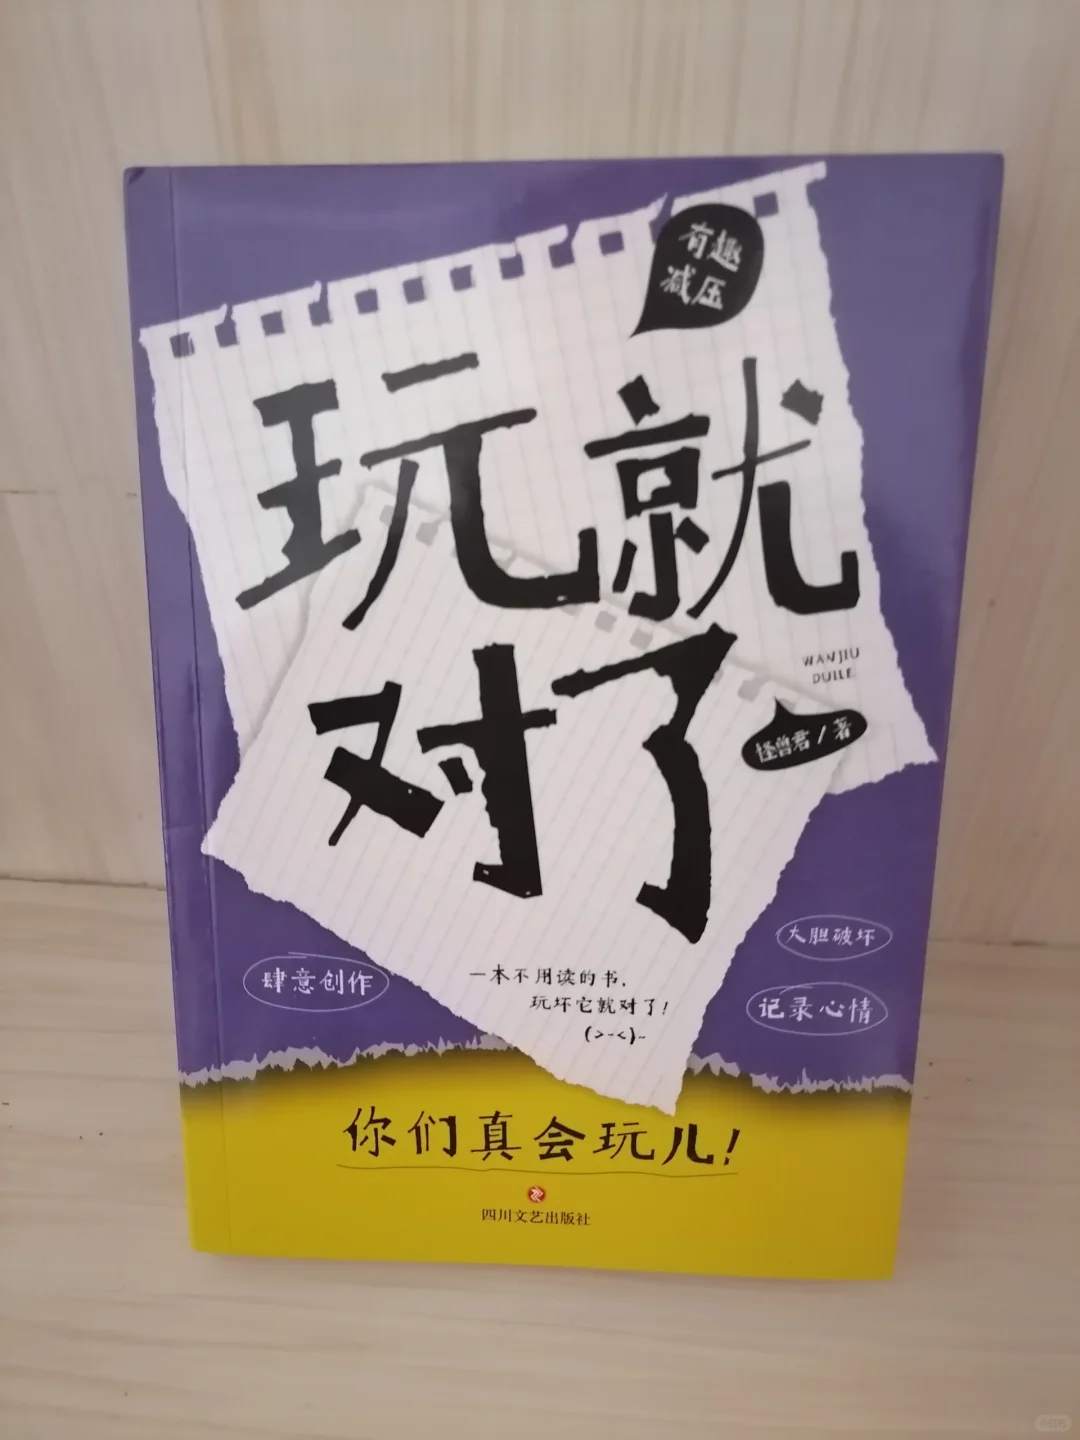 有趣
减压
玩就
对了
WANJIU
DUILE
怪兽君/著
大胆破坏
肆意创作
记录心情
一本不用读的书,
玩坏它就对了!
(>-<)~
你们真会玩儿!
四川文艺出版社